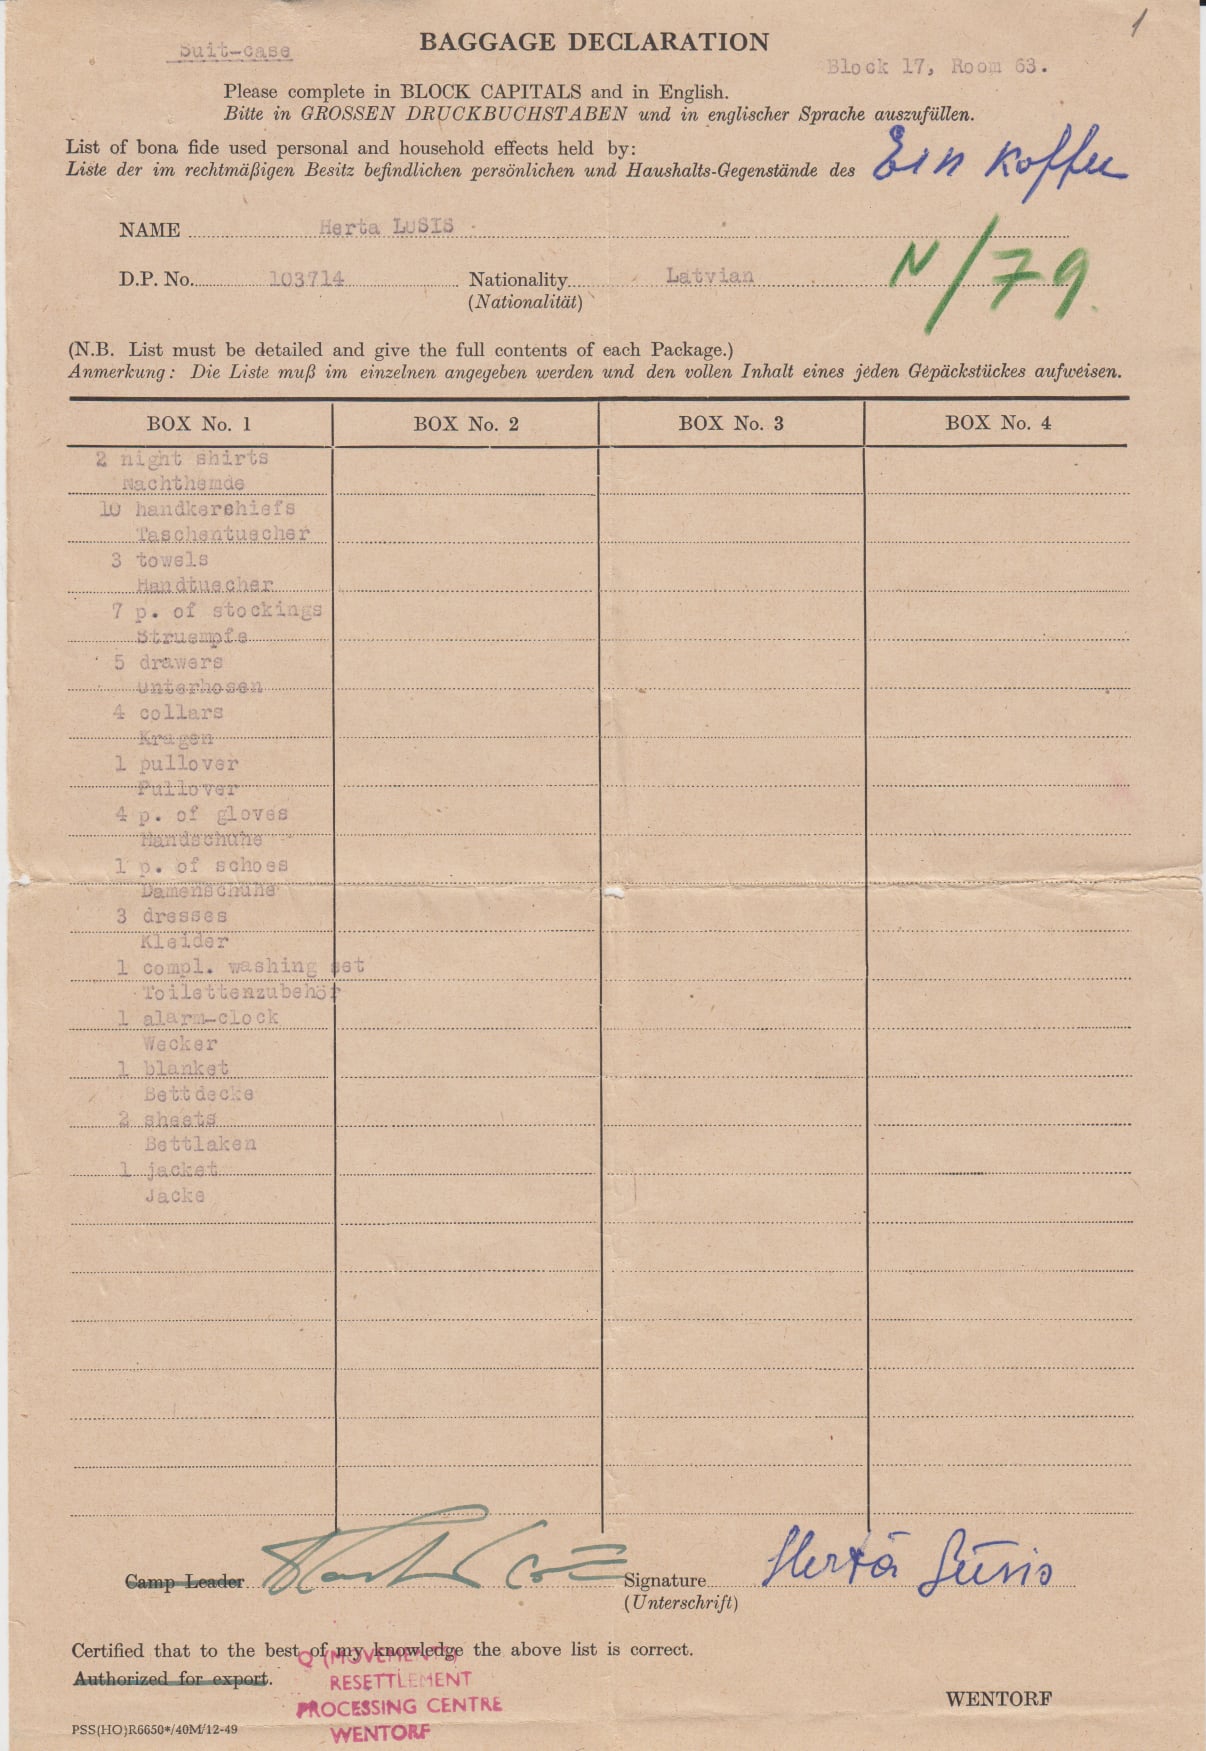 1
Suit-case
BAGGAGE DECLARATION
Block 17, Room 63.
Please complete in BLOCK CAPITALS and in English.
Bitte in GROSSEN DRUCKBUCHSTABEN und in englischer Sprache auszufüllen.
List of bona fide used personal and household effects held by:
Liste der im rechtmäßigen Besitz befindlichen persönlichen und Haushalts-Gegenstände des
Ein Koffer
NAME Herta LUSIS
D.P. No. 103714 Nationality Latvian
(Nationalität)
N/79
(N.B. List must be detailed and give the full contents of each Package.)
Anmerkung: Die Liste muß im einzelnen angegeben werden und den vollen Inhalt eines jeden Gepäckstückes aufweisen.
BOX No. 1 BOX No. 2 BOX No. 3 BOX No. 4
2 night shirts
Nachthemde
10 handkerchiefs
Taschentuecher
3 towels
Handtuecher
7 p. of stockings
Struempfe
5 drawers
Unterhosen
4 collars
Kragen
1 pullover
Pullover
4 p. of gloves
Handschuhe
1 p. of schoes
Damenschuhe
3 dresses
Kleider
1 compl. washing set
Toilettenzubehör
1 alarm-clock
Wecker
1 blanket
Bettdecke
2 sheets
Bettlaken
1 jacket
Jacke
Camp Leader Signature Herta Lūsis
(Unterschrift)
Certified that to the best of my knowledge the above list is correct.
Authorized for export.
Q (MOVEMENT)
RESETTLEMENT
PROCESSING CENTRE
WENTORF
WENTORF
PSS(HO)R6650*/40M/12-49